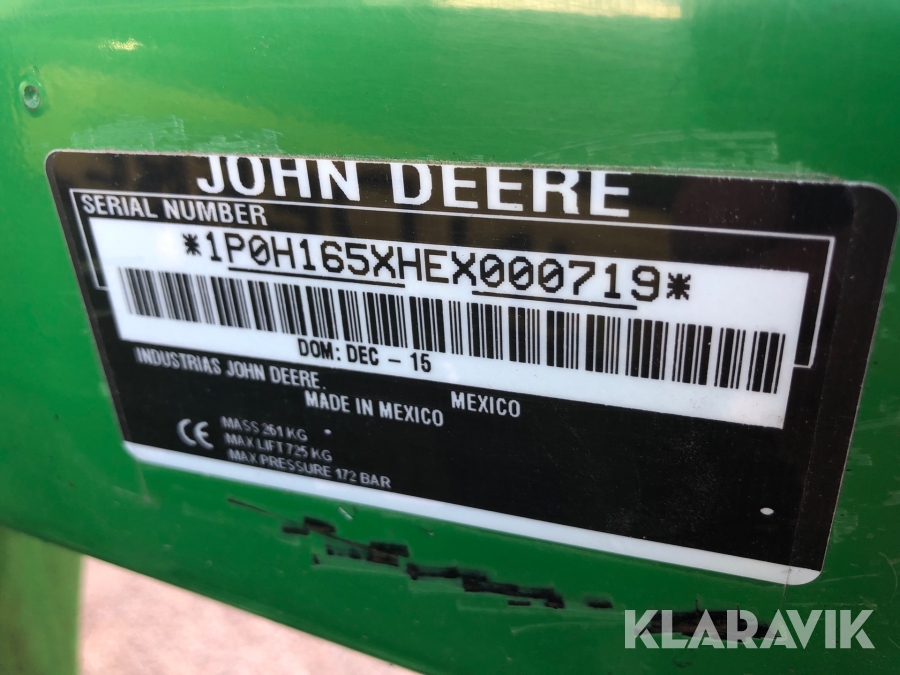 JOHN DEERE
SERIAL NUMBER
*1P0H165XHEX000719*
DOM: DEC - 15
INDUSTRIAS JOHN DEERE. MEXICO
MADE IN MEXICO
CE MASS 261 KG
MAX LIFT 725 KG
MAX PRESSURE 172 BAR
KLARAVIK